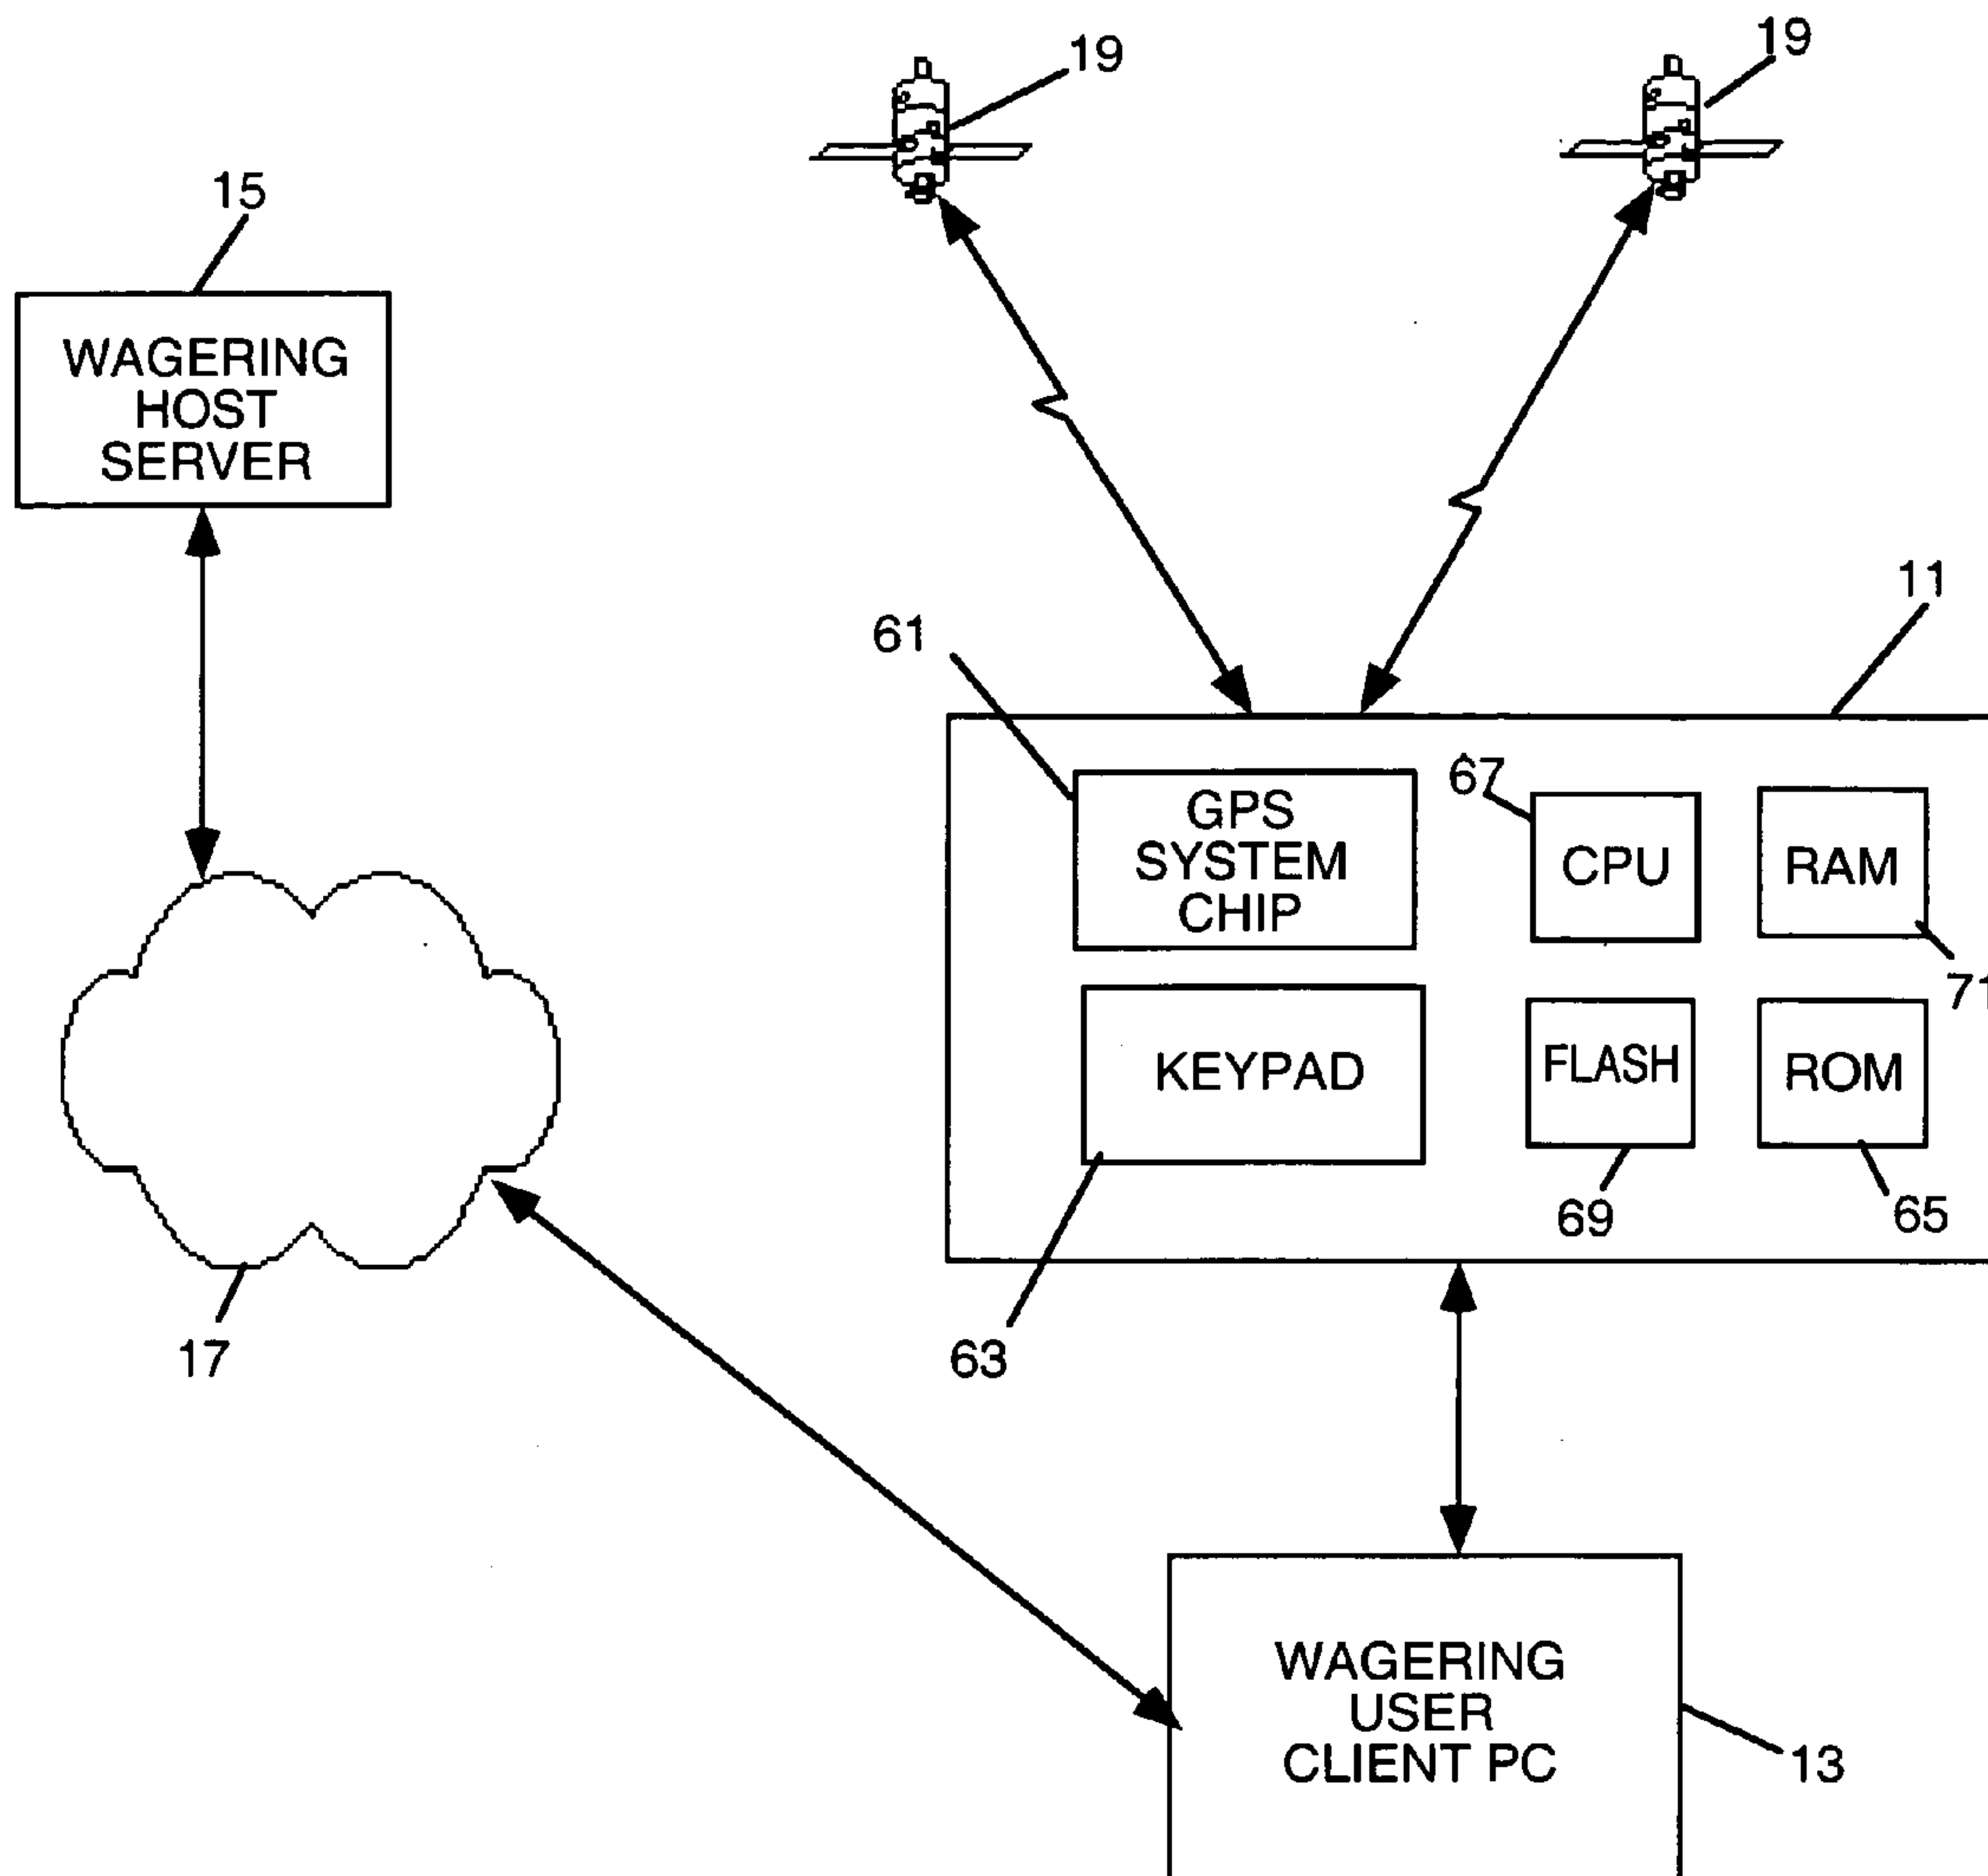 19
19
15
WAGERING
HOST
SERVER
11
61
67
GPS
SYSTEM
CHIP
CPU
RAM
71
KEYPAD
FLASH
ROM
69
65
63
17
WAGERING
USER
CLIENT PC
13